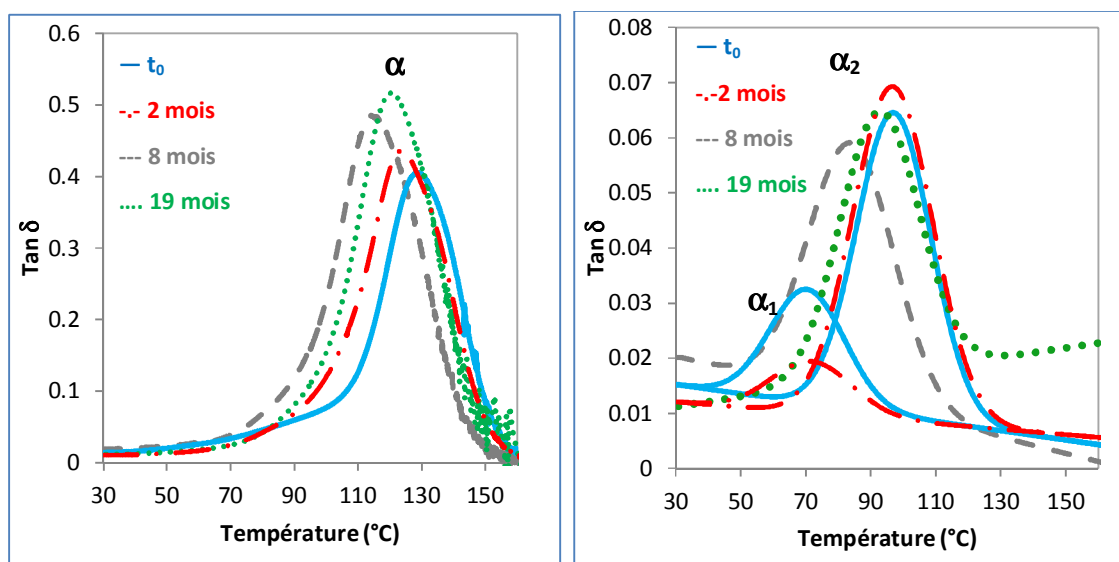 0.6
0.5
0.4
0.3
0.2
0.1
0
Tan δ
— t₀
-.- 2 mois
--- 8 mois
.... 19 mois
α
30 50 70 90 110 130 150
Température (°C)
0.08
0.07
0.06
0.05
0.04
0.03
0.02
0.01
0
Tan δ
— t₀
-.-2 mois
--- 8 mois
.... 19 mois
α₂
α₁
30 50 70 90 110 130 150
Température (°C)